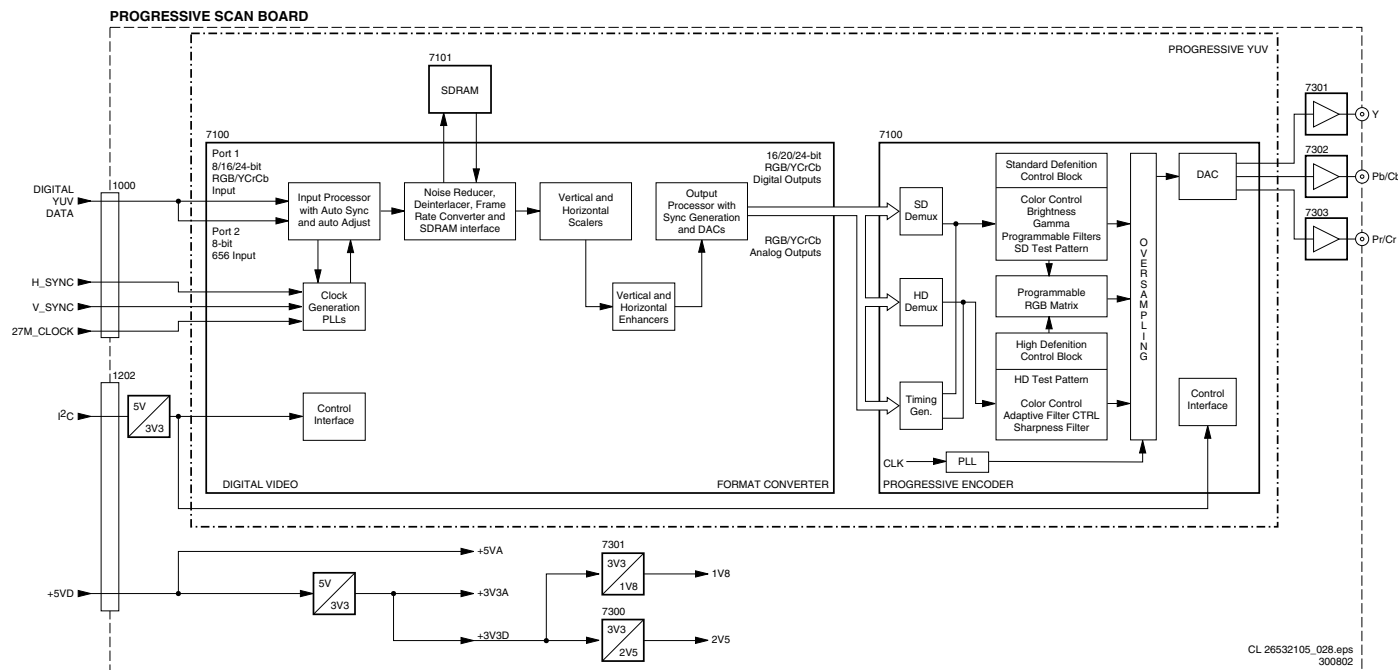 PROGRESSIVE SCAN BOARD
PROGRESSIVE YUV
7101
SDRAM
7100
Port 1
8/16/24-bit
RGB/YCrCb
Input
Port 2
8-bit
656 Input
1000
DIGITAL
YUV
DATA
H_SYNC
V_SYNC
27M_CLOCK
Input Processor
with Auto Sync
and auto Adjust
Clock
Generation
PLLs
Noise Reducer,
Deinterlacer, Frame
Rate Converter and
SDRAM interface
Vertical and
Horizontal
Scalers
Vertical and
Horizontal
Enhancers
Output
Processor with
Sync Generation
and DACs
16/20/24-bit
RGB/YCrCb
Digital Outputs
RGB/YCrCb
Analog Outputs
1202
I2C
5V
3V3
Control
Interface
DIGITAL VIDEO
FORMAT CONVERTER
7100
SD
Demux
HD
Demux
Timing
Gen.
Standard Defenition
Control Block
Color Control
Brightness
Gamma
Programmable Filters
SD Test Pattern
Programmable
RGB Matrix
High Defenition
Control Block
HD Test Pattern
Color Control
Adaptive Filter CTRL
Sharpness Filter
OVERSAMPLING
DAC
Control
Interface
CLK
PLL
PROGRESSIVE ENCODER
7301
Y
7302
Pb/Cb
7303
Pr/Cr
+5VD
5V
3V3
+5VA
+3V3A
+3V3D
7301
3V3
1V8
1V8
7300
3V3
2V5
2V5
CL 26532105_028.eps
300802